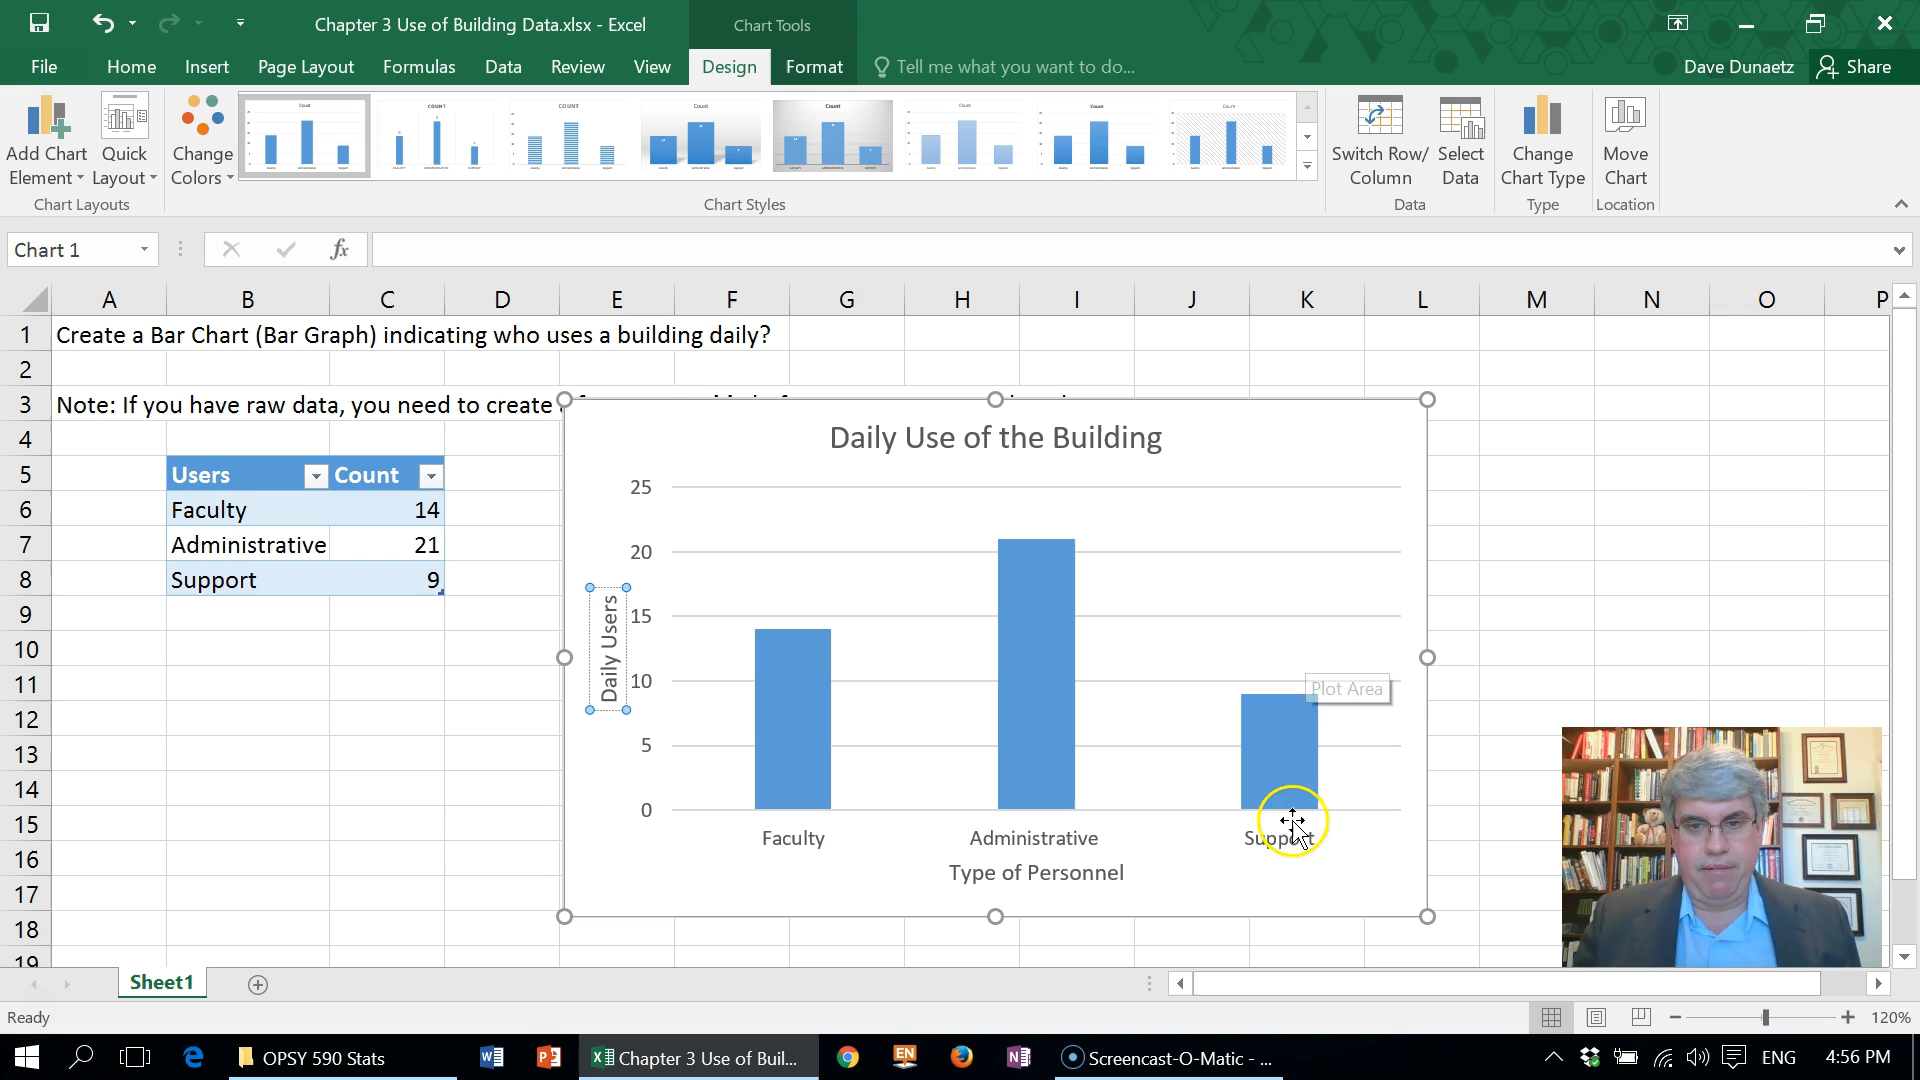 Chapter 3 Use of Building Data.xlsx - Excel
Chart Tools
File Home Insert Page Layout Formulas Data Review View Design Format Tell me what you want to do... Dave Dunaetz Share
Add Chart Element
Quick Layout
Change Colors
Switch Row/ Column
Select Data
Change Chart Type
Move Chart
Chart Layouts
Chart Styles
Data
Type
Location
Chart 1
fx
A B C D E F G H I J K L M N O P
1 Create a Bar Chart (Bar Graph) indicating who uses a building daily?
2
3 Note: If you have raw data, you need to create
4
5 Users Count
6 Faculty 14
7 Administrative 21
8 Support 9
9
10
11
12
13
14
15
16
17
18
19
Daily Use of the Building
25
20
15
10
5
0
Daily Users
Plot Area
Faculty Administrative Support
Type of Personnel
Sheet1
Ready
120%
OPSY 590 Stats
Chapter 3 Use of Buil...
EN
Screencast-O-Matic - ...
ENG
4:56 PM